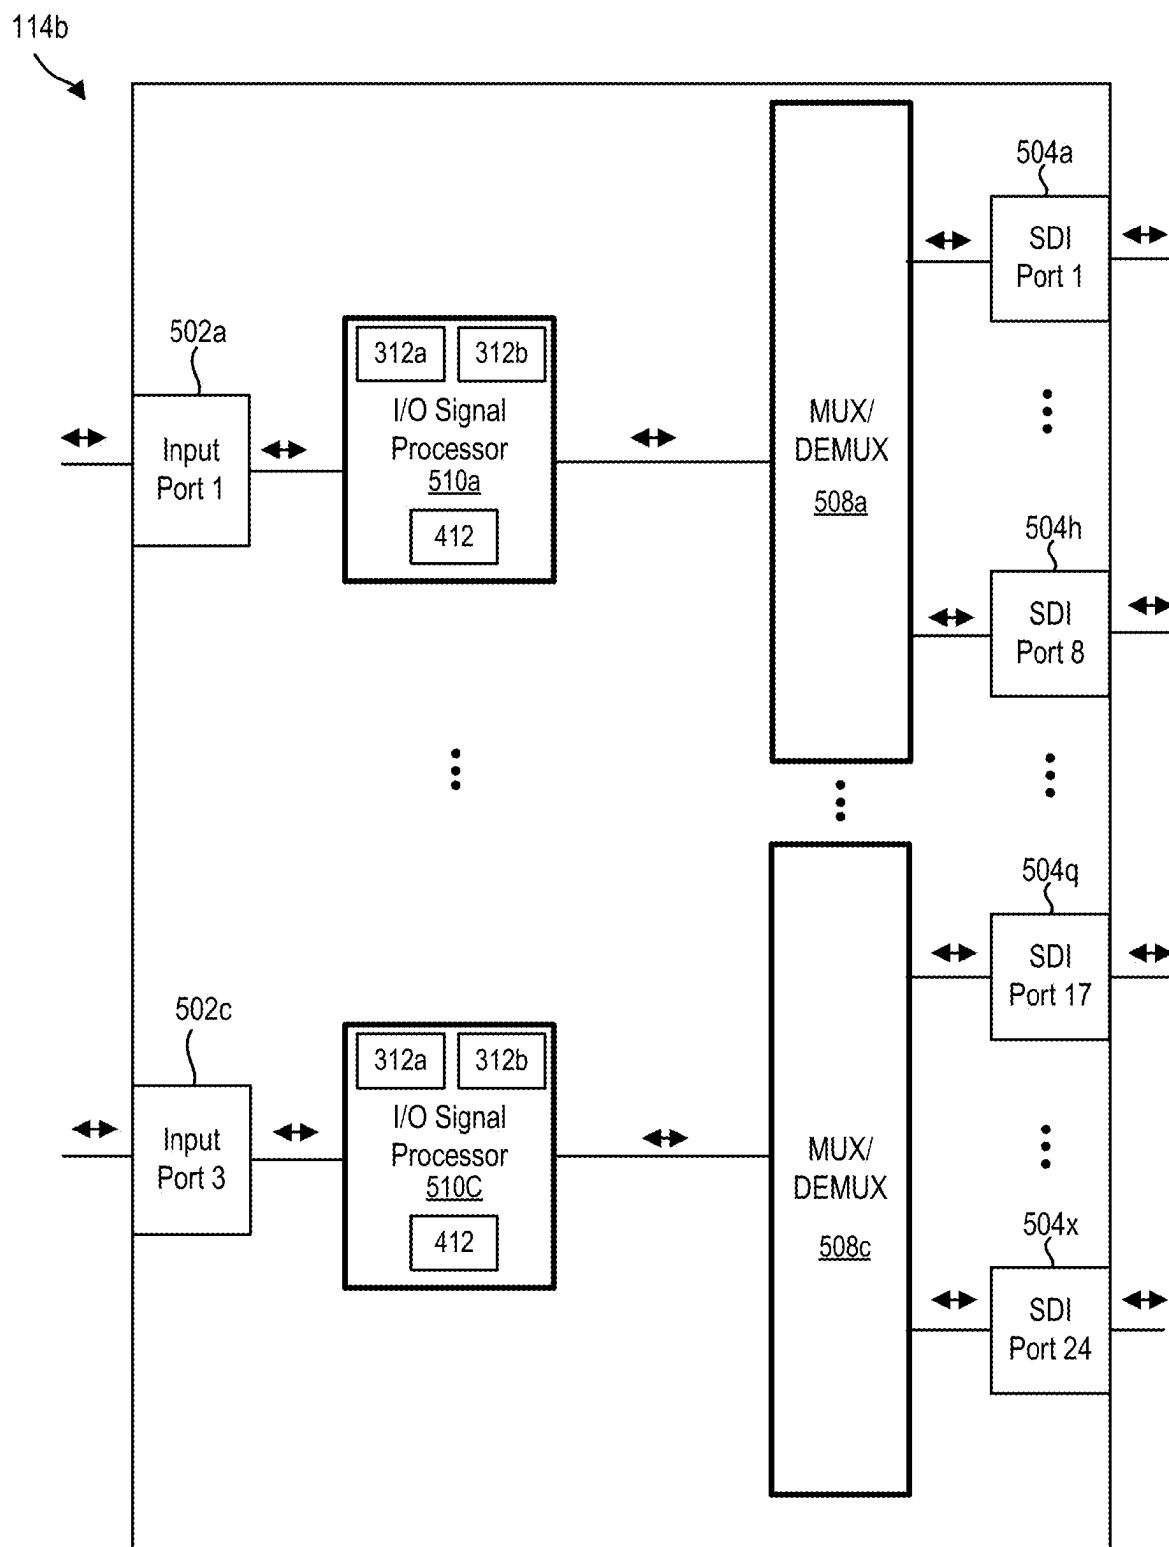 114b
504a
SDI
Port 1
502a
312a 312b
I/O Signal
Processor
510a
412
Input
Port 1
MUX/
DEMUX
508a
504h
SDI
Port 8
504q
SDI
Port 17
502c
312a 312b
I/O Signal
Processor
510C
412
Input
Port 3
MUX/
DEMUX
508c
504x
SDI
Port 24